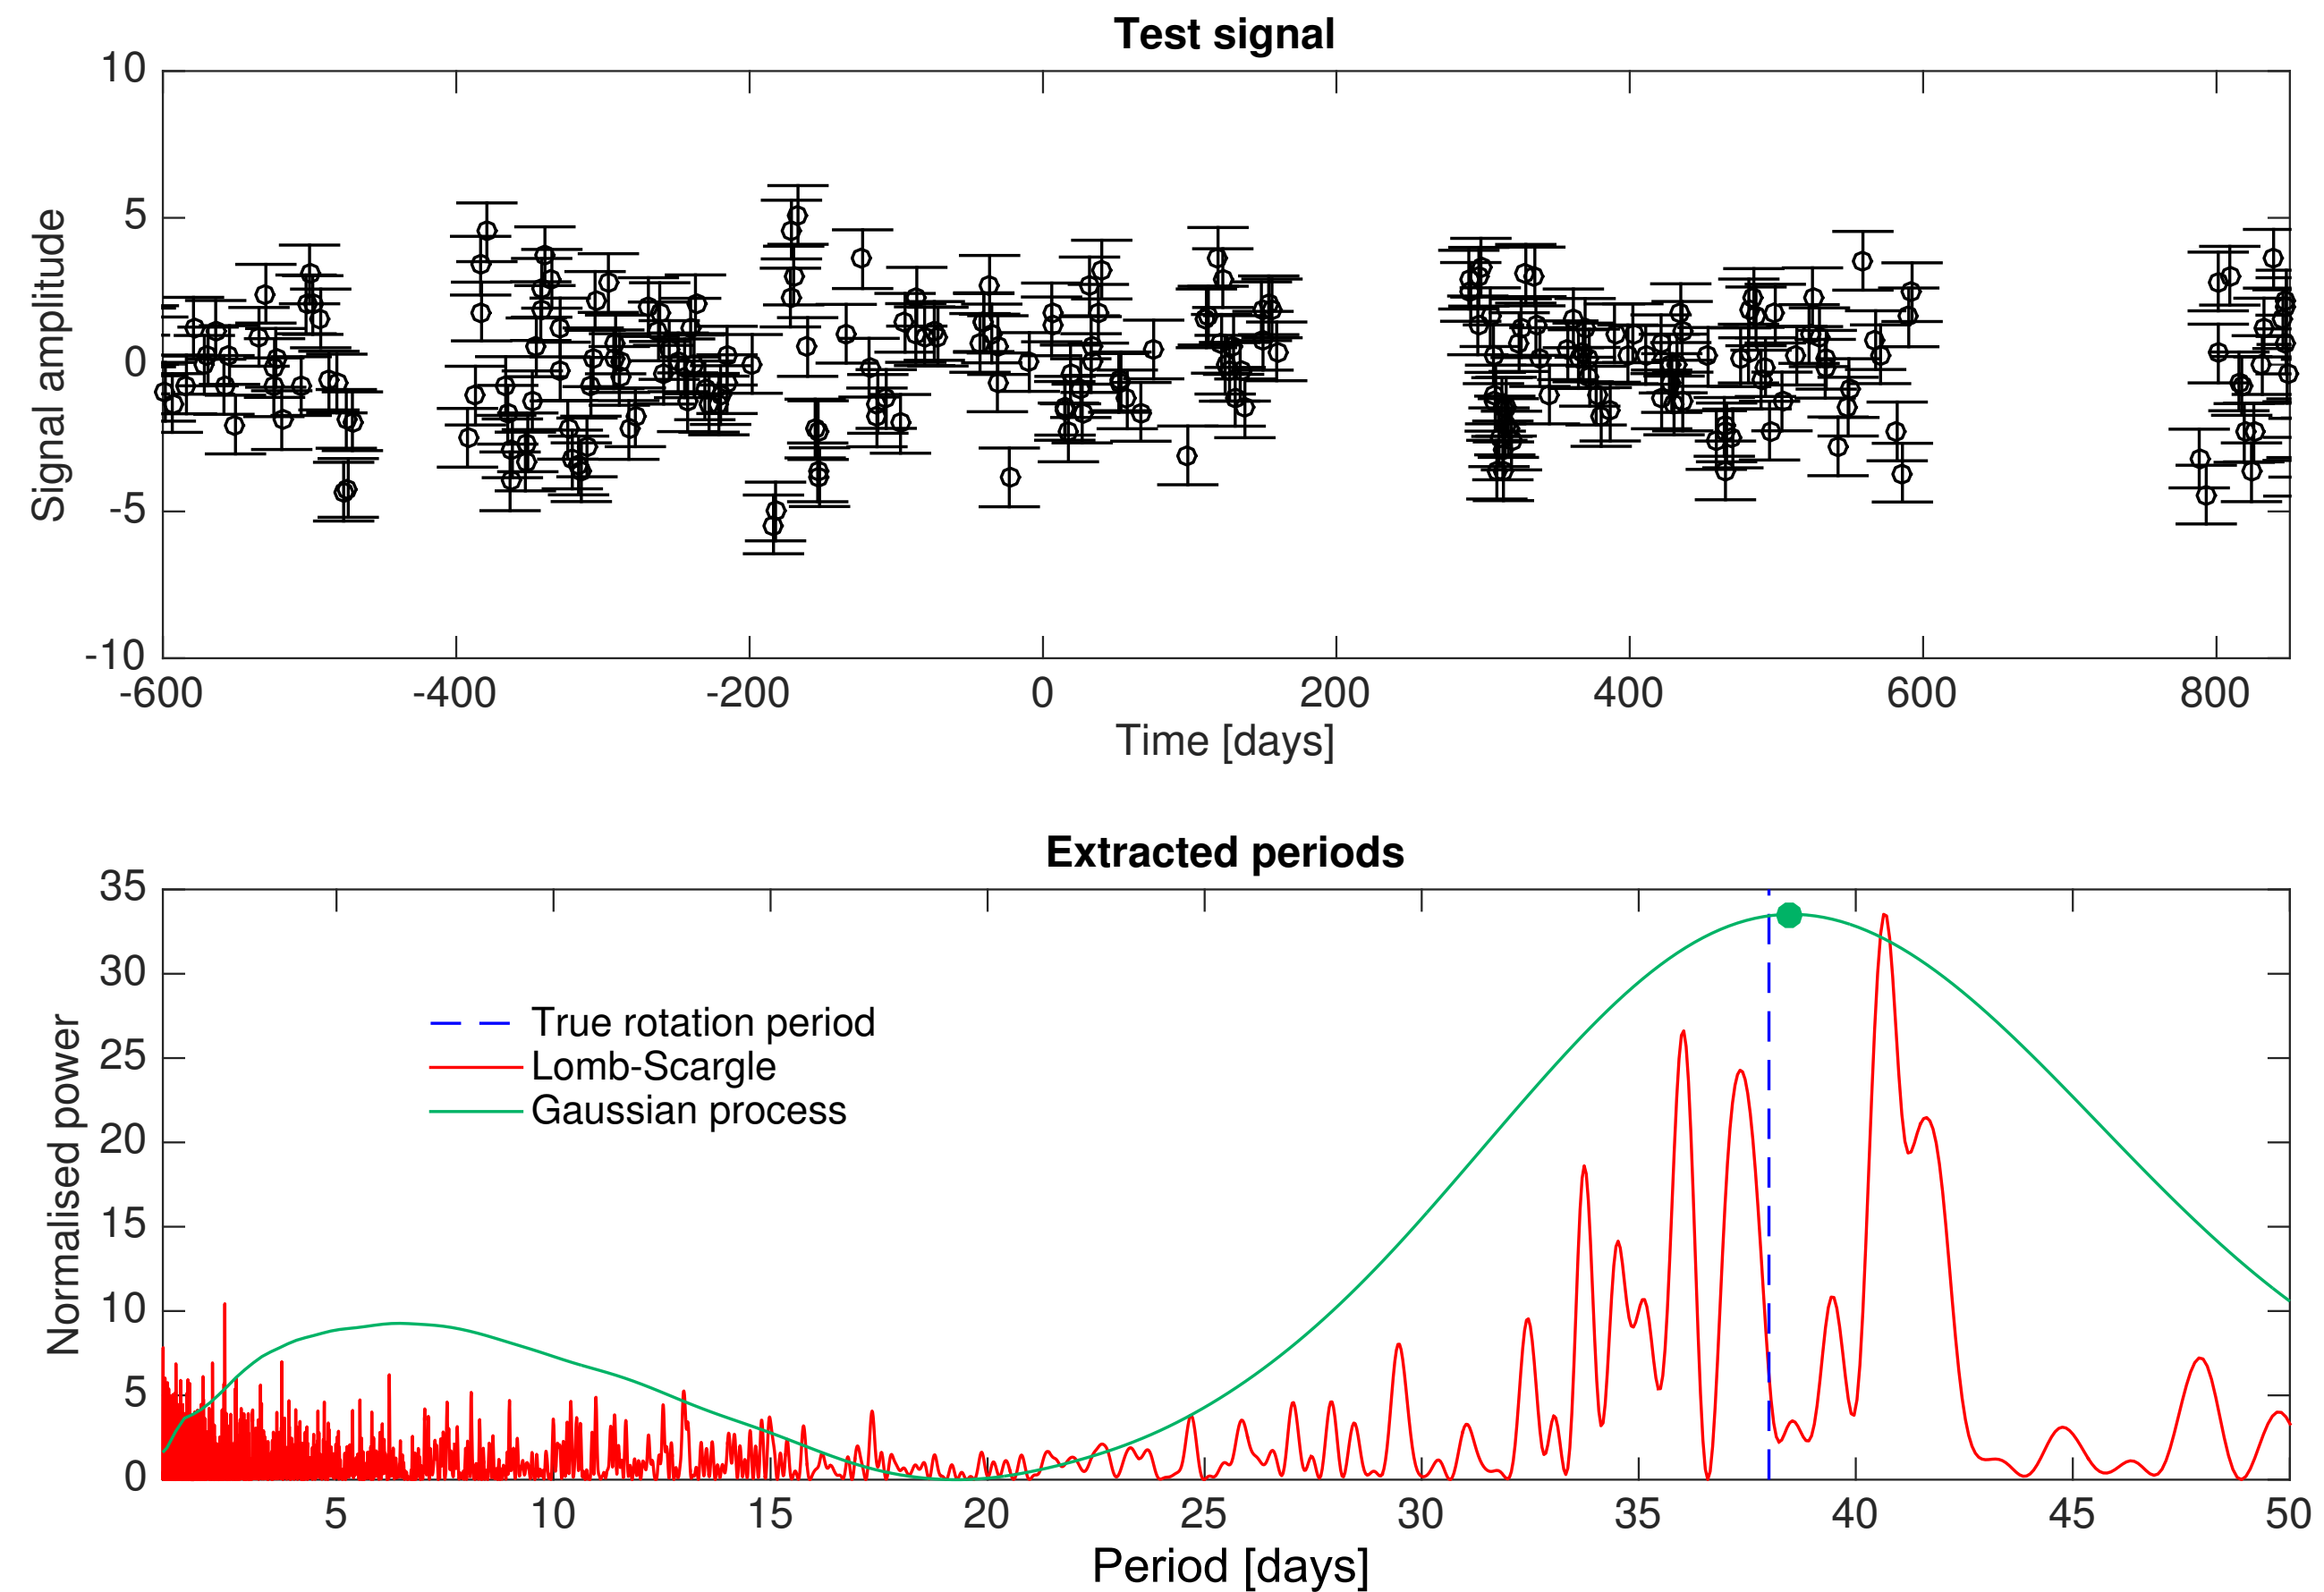 Test signal
10
5
0
-5
-10
Signal amplitude
-600 -400 -200 0 200 400 600 800
Time [days]
Extracted periods
35
30
25
20
15
10
5
0
Normalised power
True rotation period
Lomb-Scargle
Gaussian process
5 10 15 20 25 30 35 40 45 50
Period [days]